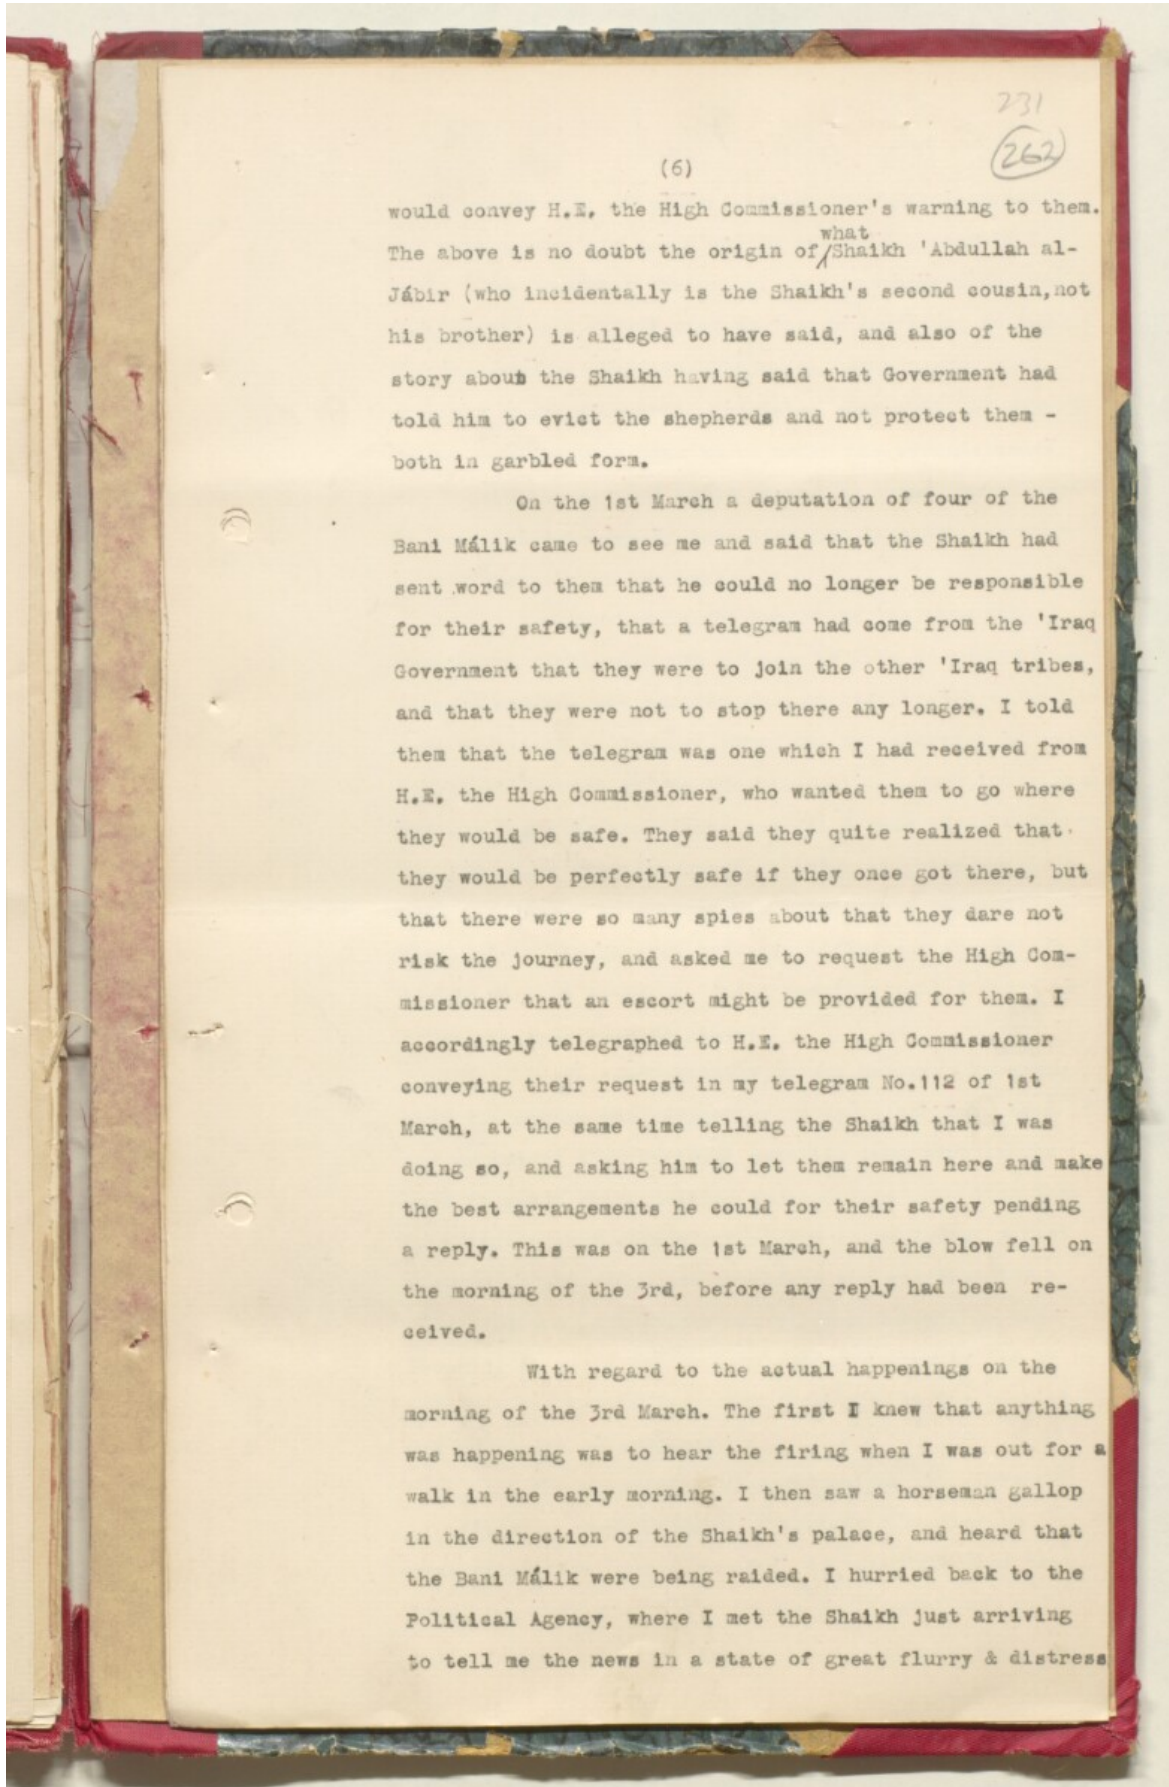 231
262
(6)
would convey H.E. the High Commissioner's warning to them.
what
The above is no doubt the origin of Shaikh 'Abdullah al-
Jábir (who incidentally is the Shaikh's second cousin, not
his brother) is alleged to have said, and also of the
story about the Shaikh having said that Government had
told him to evict the shepherds and not protect them -
both in garbled form.
On the 1st March a deputation of four of the
Bani Málik came to see me and said that the Shaikh had
sent word to them that he could no longer be responsible
for their safety, that a telegram had come from the 'Iraq
Government that they were to join the other 'Iraq tribes,
and that they were not to stop there any longer. I told
them that the telegram was one which I had received from
H.E. the High Commissioner, who wanted them to go where
they would be safe. They said they quite realized that
they would be perfectly safe if they once got there, but
that there were so many spies about that they dare not
risk the journey, and asked me to request the High Com-
missioner that an escort might be provided for them. I
accordingly telegraphed to H.E. the High Commissioner
conveying their request in my telegram No.112 of 1st
March, at the same time telling the Shaikh that I was
doing so, and asking him to let them remain here and make
the best arrangements he could for their safety pending
a reply. This was on the 1st March, and the blow fell on
the morning of the 3rd, before any reply had been re-
ceived.
With regard to the actual happenings on the
morning of the 3rd March. The first I knew that anything
was happening was to hear the firing when I was out for a
walk in the early morning. I then saw a horseman gallop
in the direction of the Shaikh's palace, and heard that
the Bani Málik were being raided. I hurried back to the
Political Agency, where I met the Shaikh just arriving
to tell me the news in a state of great flurry & distress